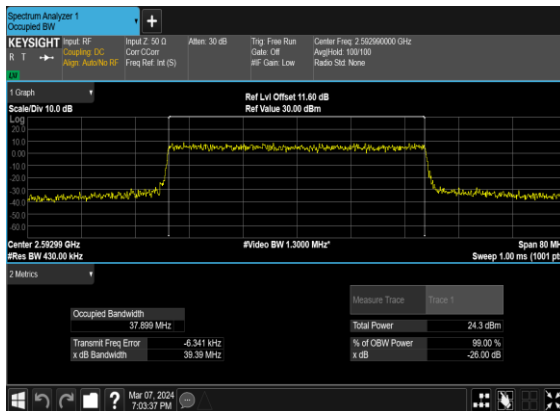 Spectrum Analyzer 1
Occupied BW
KEYSIGHT
R T
Input: RF
Coupling: DC
Align: Auto/No RF
Input Z: 50 Ω
Corr CCorr
Freq Ref: Int (S)
Atten: 30 dB
Trig: Free Run
Gate: Off
#IF Gain: Low
Center Freq: 2.592990000 GHz
Avg|Hold: 100/100
Radio Std: None
1 Graph
Scale/Div 10.0 dB
Ref Lvl Offset 11.60 dB
Ref Value 30.00 dBm
Log
20.0
10.0
0.00
-10.0
-20.0
-30.0
-40.0
-50.0
-60.0
Center 2.59299 GHz
#Res BW 430.00 kHz
#Video BW 1.3000 MHz*
Span 80 MH
Sweep 1.00 ms (1001 pt
2 Metrics
Measure Trace Trace 1
Occupied Bandwidth
37.899 MHz
Total Power 24.3 dBm
Transmit Freq Error -6.341 kHz
% of OBW Power 99.00 %
x dB Bandwidth 39.39 MHz
x dB -26.00 dB
Mar 07, 2024
7:03:37 PM